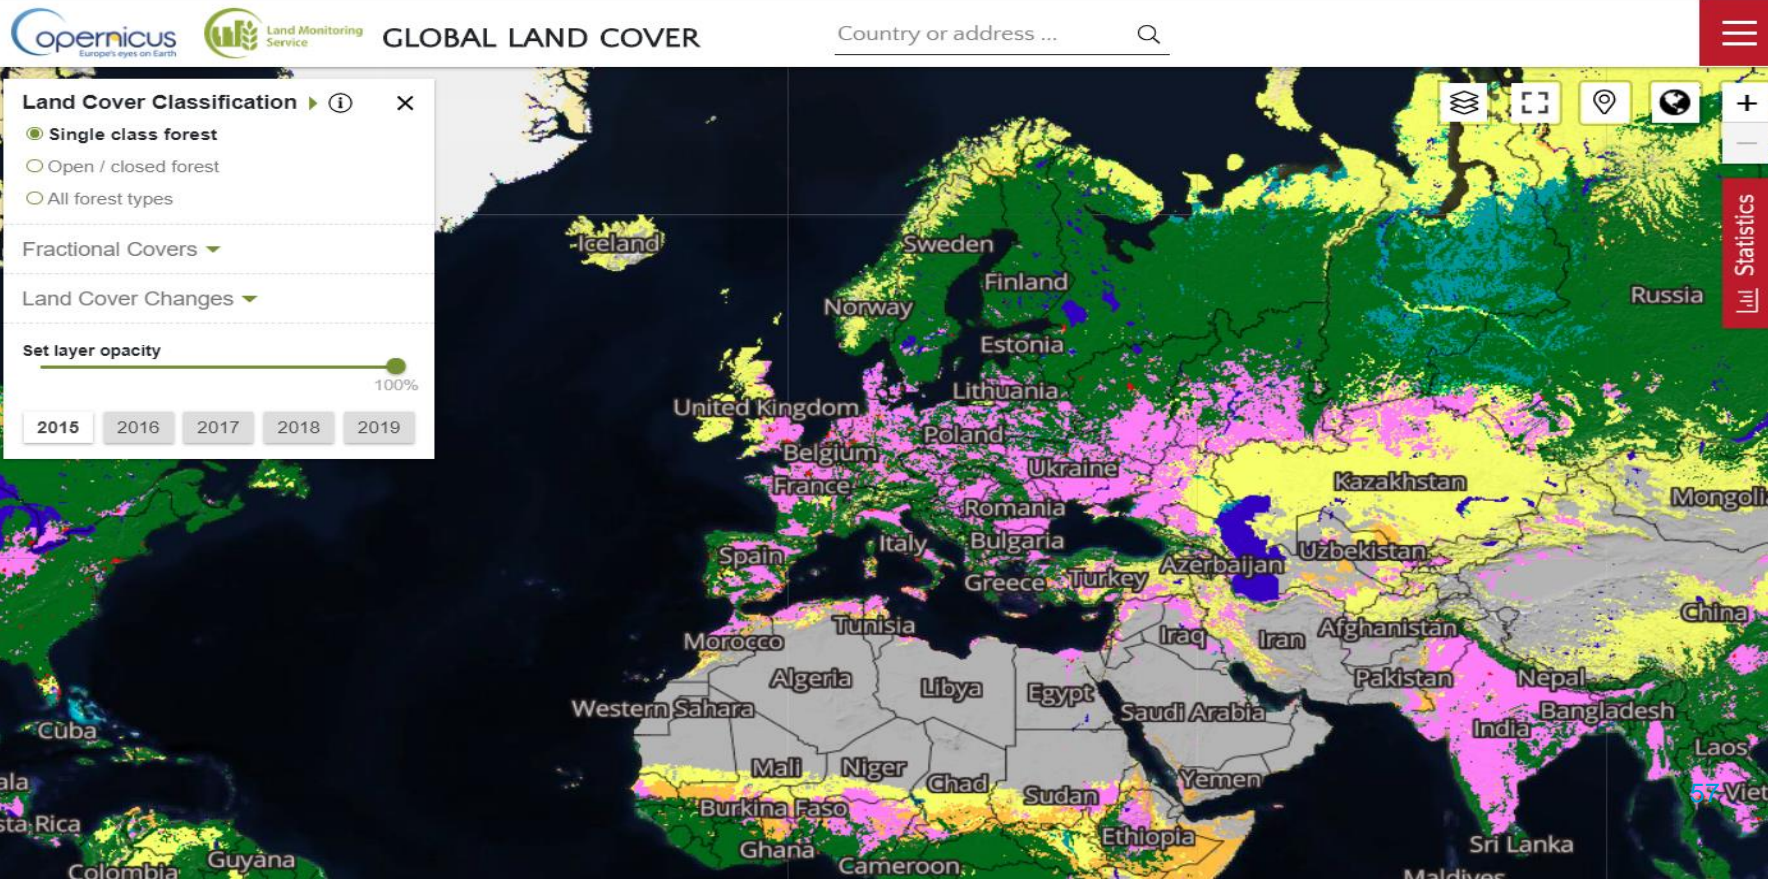 Copernicus
Europe's eyes on Earth
Land Monitoring
Service
GLOBAL LAND COVER
Country or address ...
Land Cover Classification
Single class forest
Open / closed forest
All forest types
Fractional Covers
Land Cover Changes
Set layer opacity
100%
2015 2016 2017 2018 2019
Statistics
Iceland
Sweden
Finland
Norway
Russia
Estonia
Lithuania
United Kingdom
Poland
Belgium
Ukraine
France
Kazakhstan
Mongoli
Romania
Italy
Bulgaria
Spain
Uzbekistan
Azerbaijan
Greece
Turkey
China
Tunisia
Morocco
Iraq
Iran
Afghanistan
Algeria
Libya
Egypt
Pakistan
Nepal
Western Sahara
Saudi Arabia
Bangladesh
India
Cuba
Laos
Mali
Niger
Chad
Yemen
ala
Sudan
57
Viet
Burkina Faso
sta Rica
Ethiopia
Ghana
Sri Lanka
Guyana
Cameroon
Colombia
Maldives